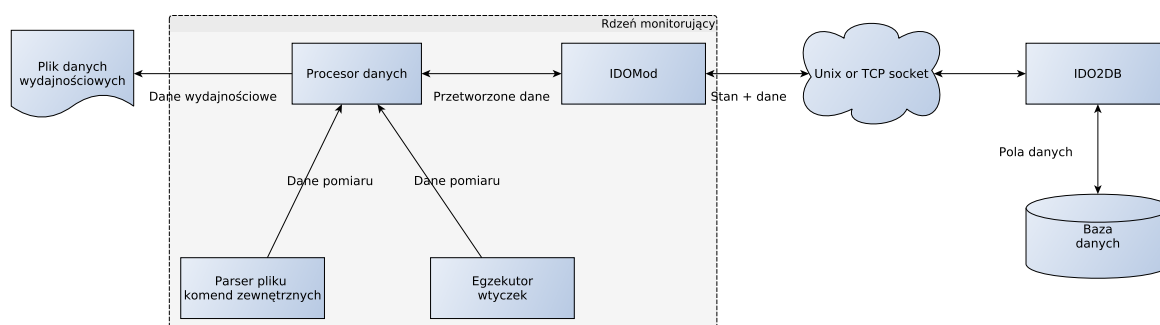 Rdzeń monitorujący
Plik danych
wydajnościowych
Procesor danych
IDOMod
Unix or TCP socket
IDO2DB
Dane wydajnościowe
Przetworzone dane
Stan + dane
Pola danych
Dane pomiaru
Dane pomiaru
Baza
danych
Parser pliku
komend zewnętrznych
Egzekutor
wtyczek